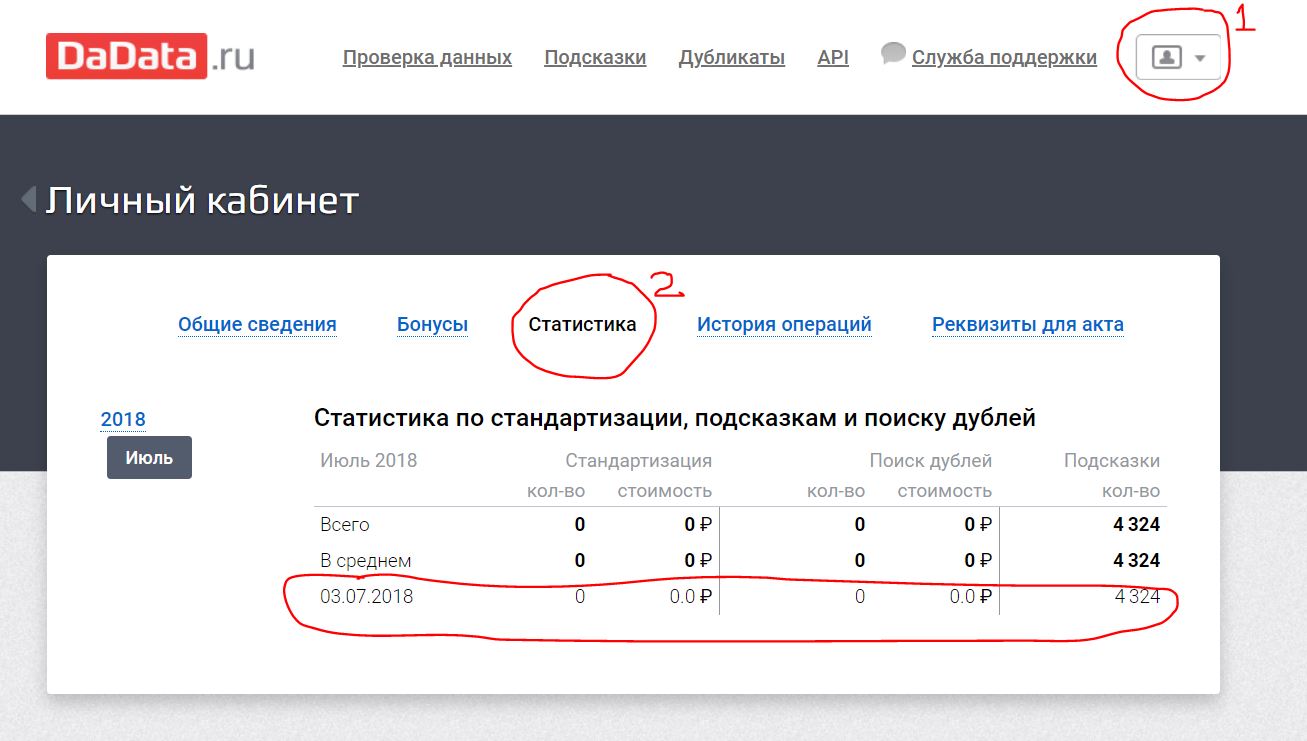 DaData.ru Проверка данных Подсказки Дубликаты API Служба поддержки 1
Личный кабинет
2
Общие сведения Бонусы Статистика История операций Реквизиты для акта
2018
Июль
Статистика по стандартизации, подсказкам и поиску дублей
Июль 2018 Стандартизация Поиск дублей Подсказки
кол-во стоимость кол-во стоимость кол-во
Всего 0 0 ₽ 0 0 ₽ 4 324
В среднем 0 0 ₽ 0 0 ₽ 4 324
03.07.2018 0 0.0 ₽ 0 0.0 ₽ 4 324